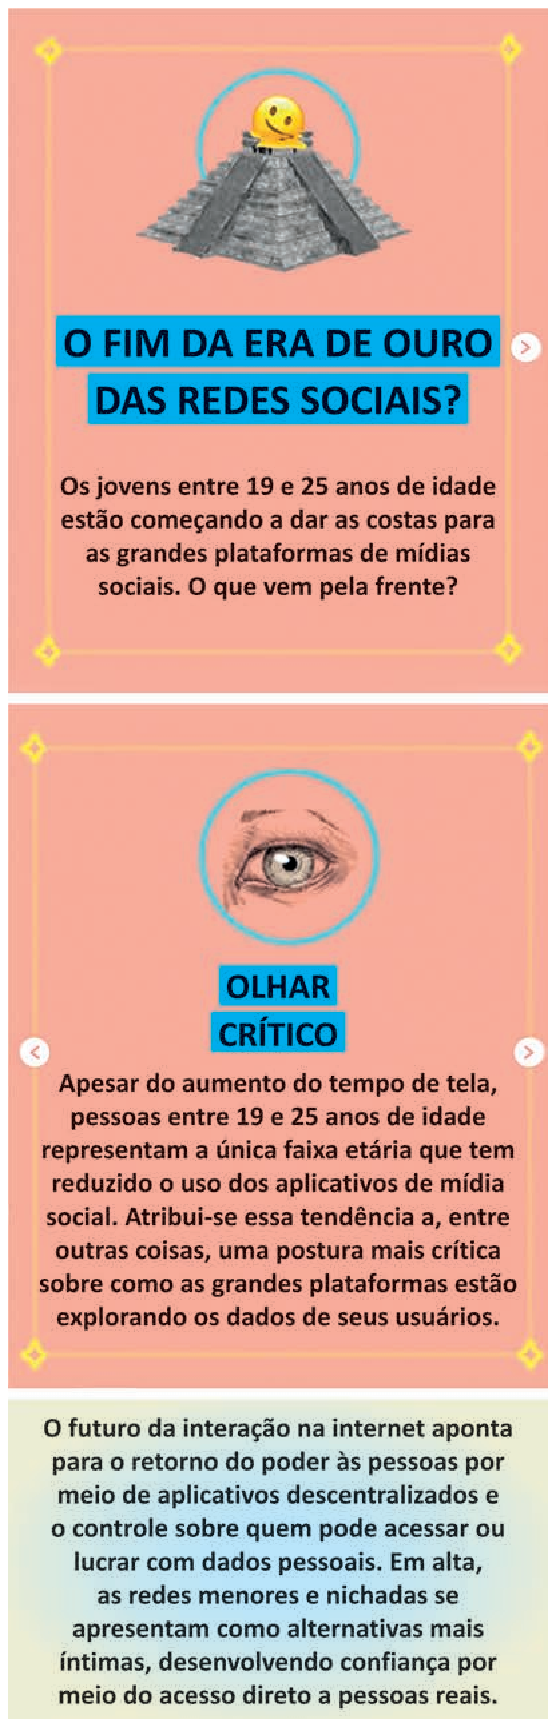 O FIM DA ERA DE OURO
DAS REDES SOCIAIS?
Os jovens entre 19 e 25 anos de idade
estão começando a dar as costas para
as grandes plataformas de mídias
sociais. O que vem pela frente?
OLHAR
CRÍTICO
Apesar do aumento do tempo de tela,
pessoas entre 19 e 25 anos de idade
representam a única faixa etária que tem
reduzido o uso dos aplicativos de mídia
social. Atribui-se essa tendência a, entre
outras coisas, uma postura mais crítica
sobre como as grandes plataformas estão
explorando os dados de seus usuários.
O futuro da interação na internet aponta
para o retorno do poder às pessoas por
meio de aplicativos descentralizados e
o controle sobre quem pode acessar ou
lucrar com dados pessoais. Em alta,
as redes menores e nichadas se
apresentam como alternativas mais
íntimas, desenvolvendo confiança por
meio do acesso direto a pessoas reais.